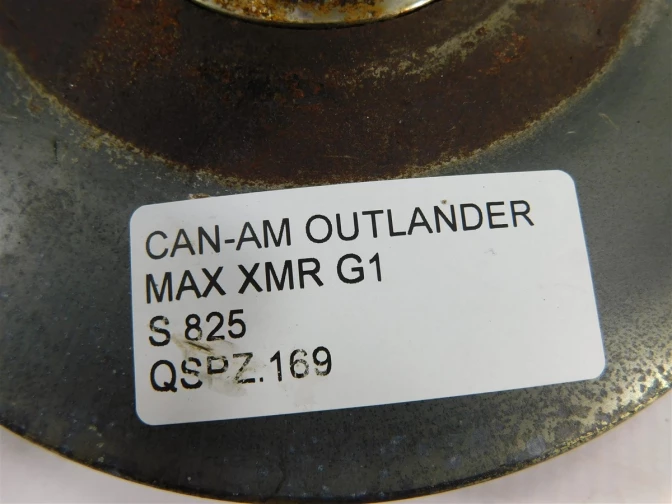 CAN-AM OUTLANDER
MAX XMR G1
S 825
QSPZ.169